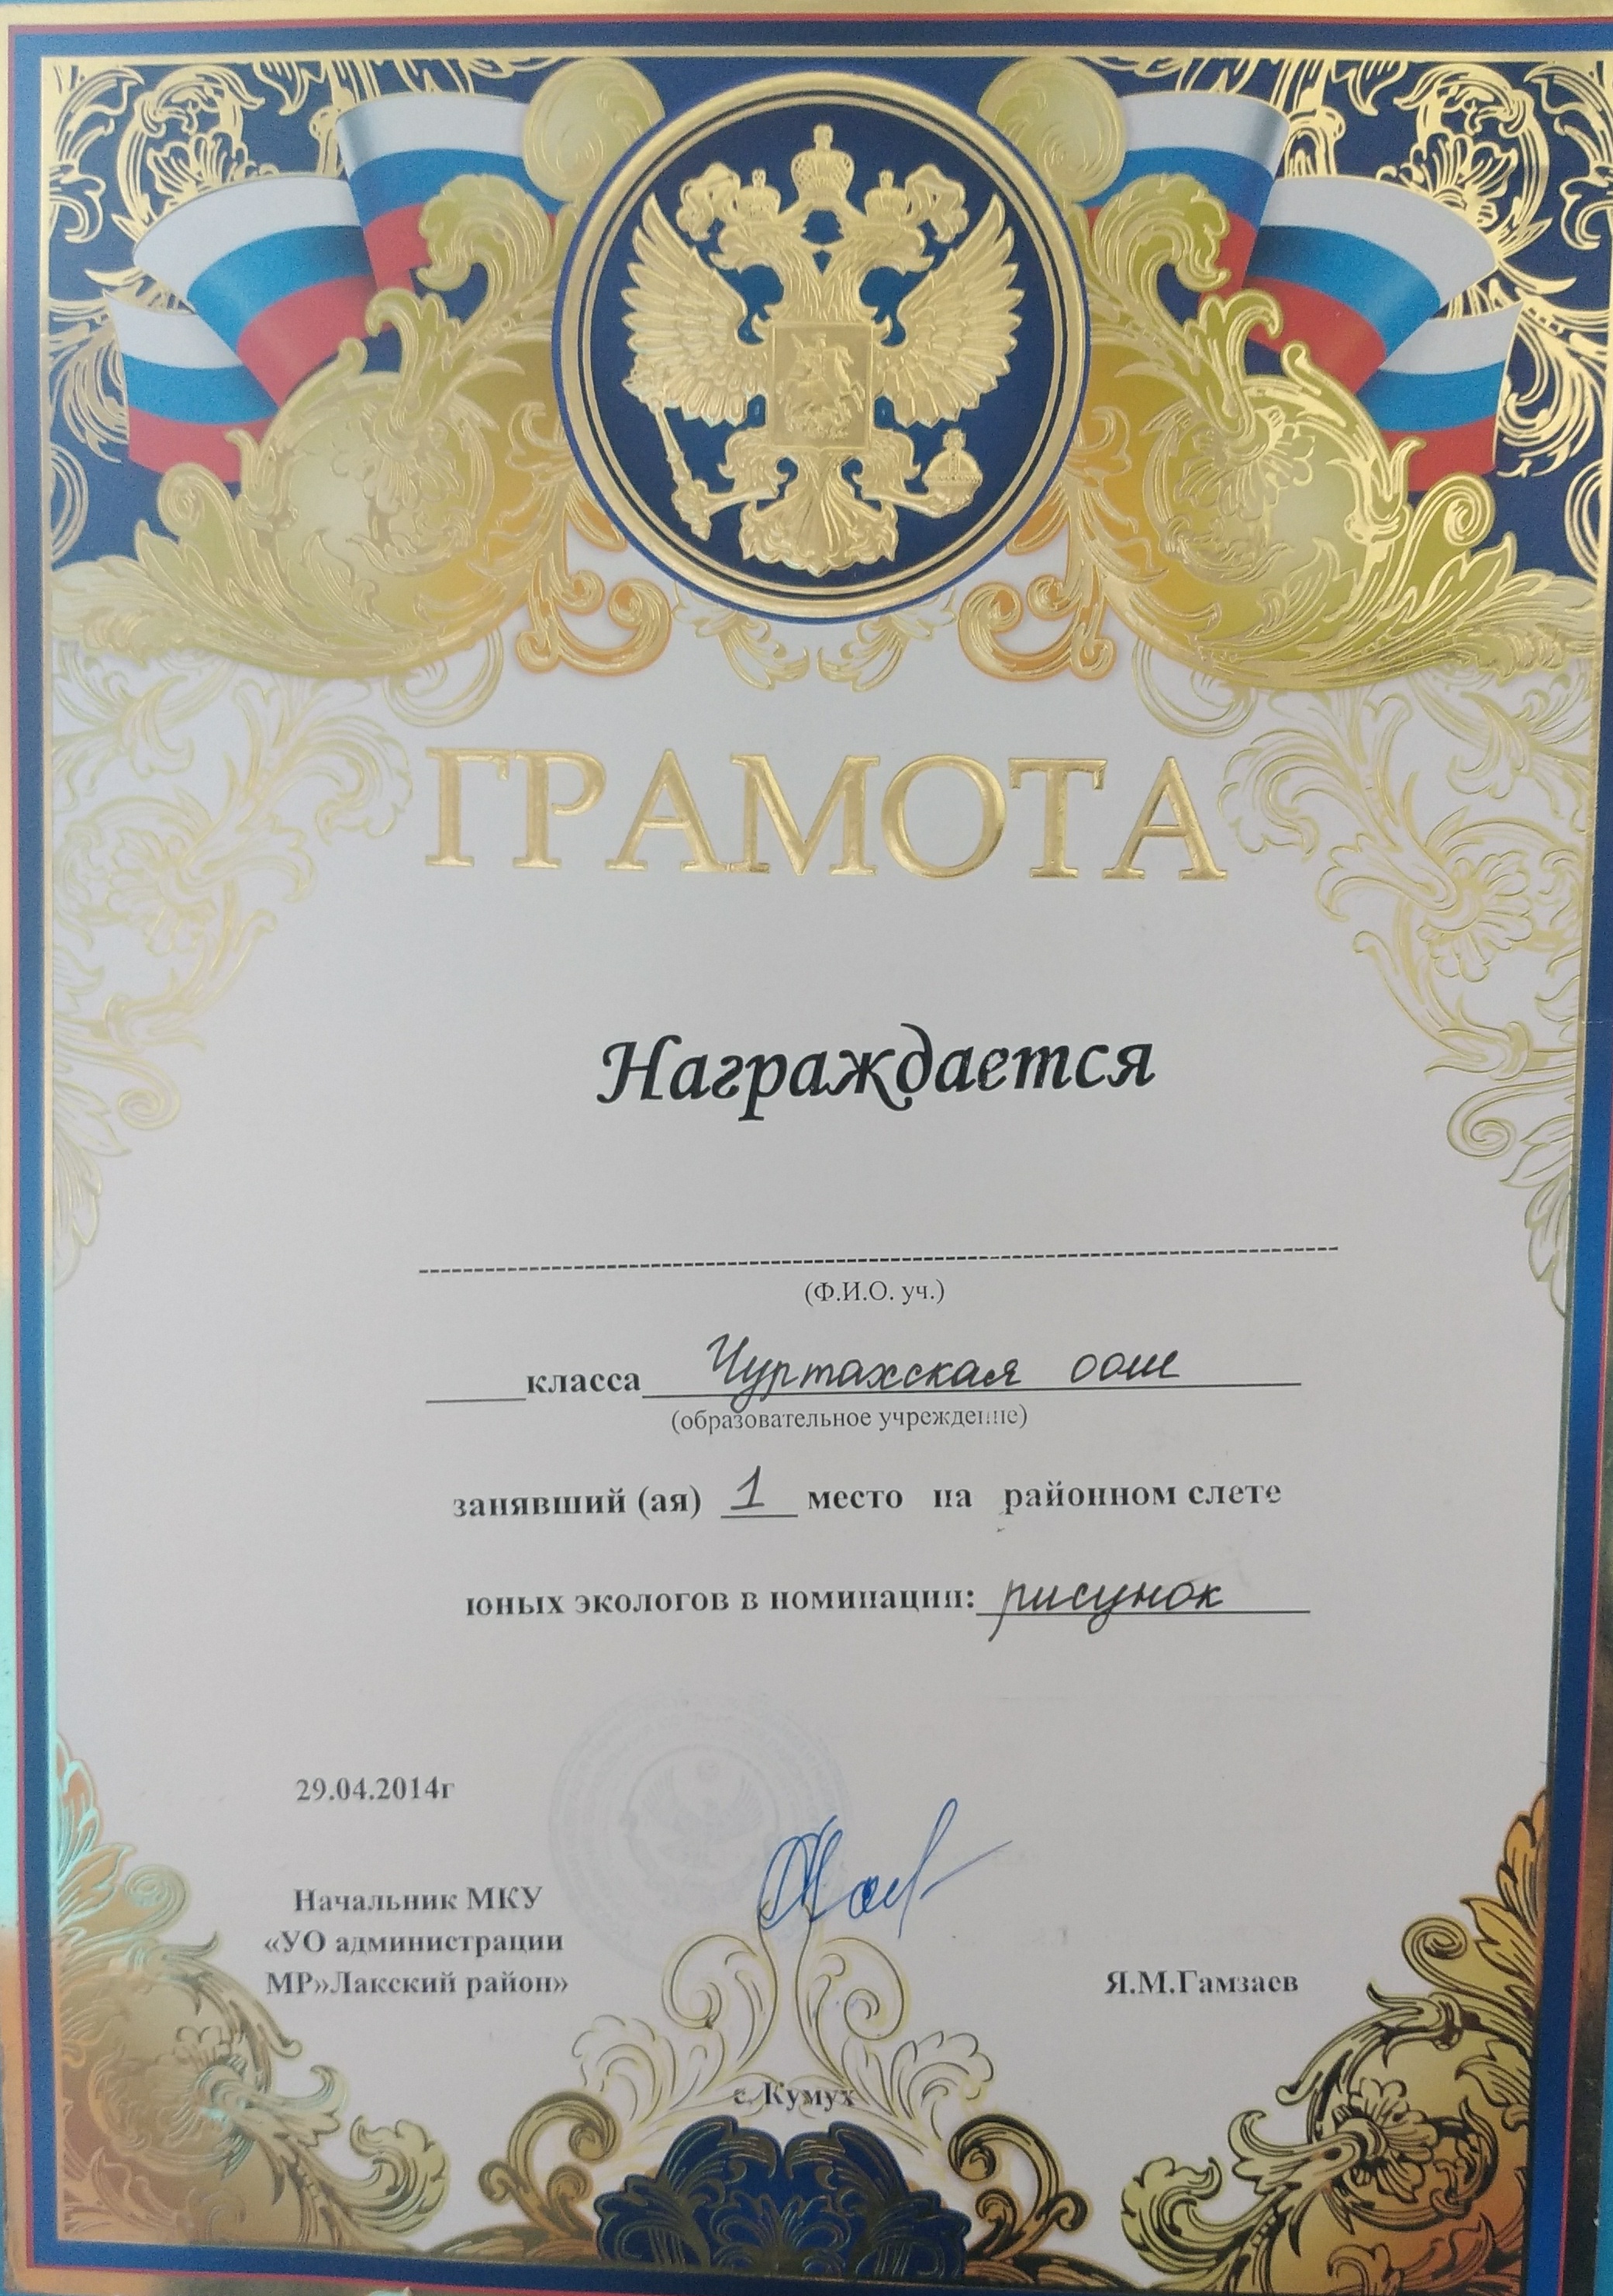 ГРАМОТА
Награждается
(Ф.И.О. уч.)
класса Чуртахская ООШ
(образовательное учреждение)
занявший (ая) 1 место на районном слете
юных экологов в номинации: рисунок
29.04.2014г
Начальник МКУ
«УО администрации
МР»Лакский район»
Я.М.Гамзаев
с. Кумух